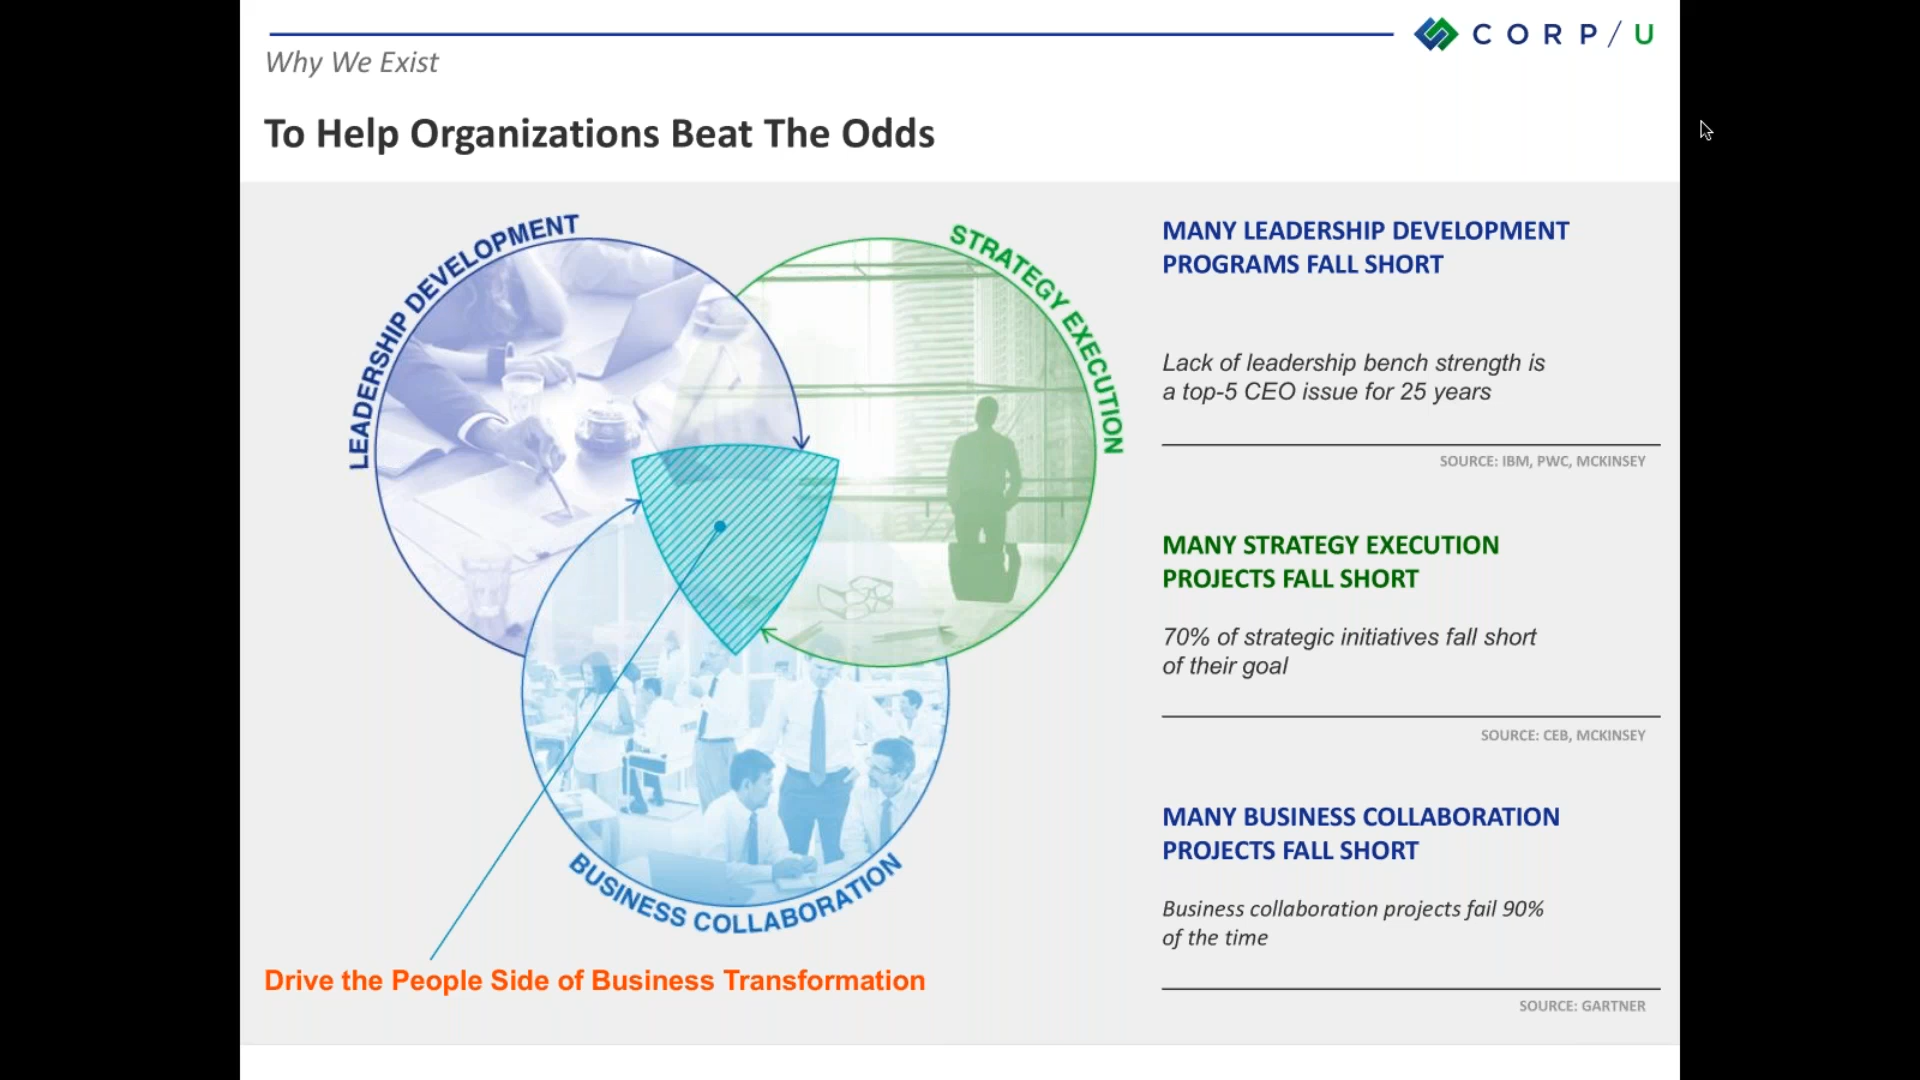 CORP/U
Why We Exist
To Help Organizations Beat The Odds
LEADERSHIP DEVELOPMENT
STRATEGY EXECUTION
BUSINESS COLLABORATION
Drive the People Side of Business Transformation
MANY LEADERSHIP DEVELOPMENT
PROGRAMS FALL SHORT
Lack of leadership bench strength is
a top-5 CEO issue for 25 years
SOURCE: IBM, PWC, MCKINSEY
MANY STRATEGY EXECUTION
PROJECTS FALL SHORT
70% of strategic initiatives fall short
of their goal
SOURCE: CEB, MCKINSEY
MANY BUSINESS COLLABORATION
PROJECTS FALL SHORT
Business collaboration projects fail 90%
of the time
SOURCE: GARTNER